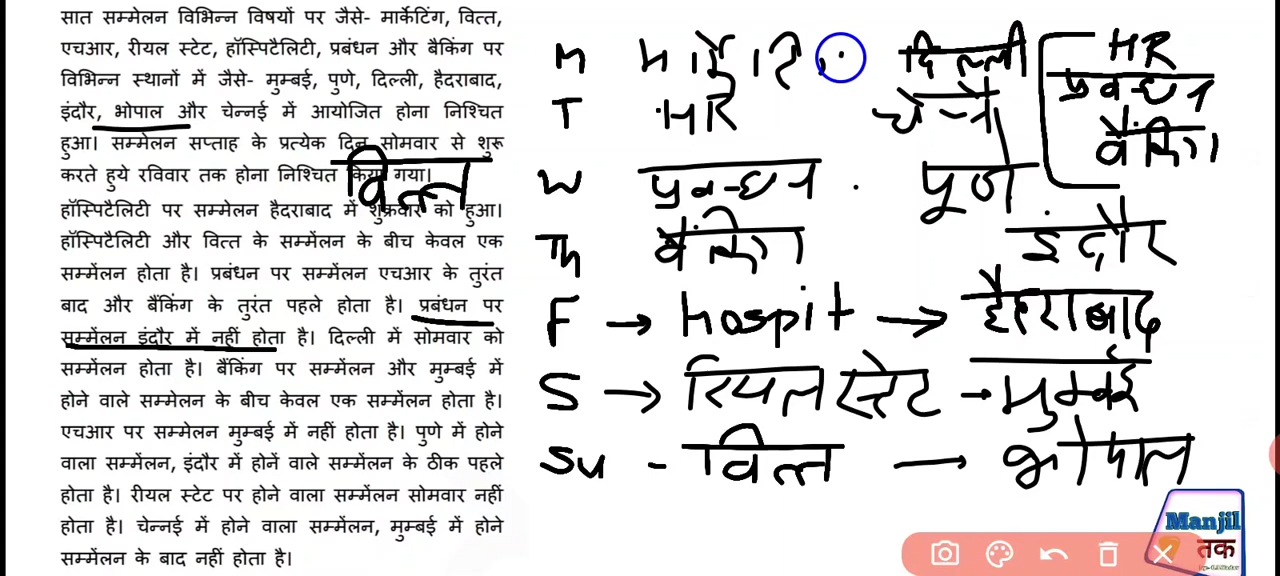 सात सम्मेलन विभिन्न विषयों पर जैसे- मार्केटिंग, वित्त,
एचआर, रीयल स्टेट, हॉस्पिटैलिटी, प्रबंधन और बैकिंग पर
विभिन्न स्थानों में जैसे- मुम्बई, पुणे, दिल्ली, हैदराबाद,
इंदौर, भोपाल और चेन्नई में आयोजित होना निश्चित
हुआ। सम्मेलन सप्ताह के प्रत्येक दिन सोमवार से शुरू
करते हुये रविवार तक होना निश्चित किया गया।
वित्त
हॉस्पिटैलिटी पर सम्मेलन हैदराबाद में शुक्रवार को हुआ।
हॉस्पिटैलिटी और वित्त के सम्मेंलन के बीच केवल एक
सम्मेंलन होता है। प्रबंधन पर सम्मेंलन एचआर के तुरंत
बाद और बैंकिंग के तुरंत पहले होता है। प्रबंधन पर
सम्मेंलन इंदौर में नहीं होता है। दिल्ली में सोमवार को
सम्मेंलन होता है। बैंकिंग पर सम्मेंलन और मुम्बई में
होने वाले सम्मेलन के बीच केवल एक सम्मेंलन होता है।
एचआर पर सम्मेलन मुम्बई में नहीं होता है। पुणे में होने
वाला सम्मेंलन, इंदौर में होनें वाले सम्मेलन के ठीक पहले
होता है। रीयल स्टेट पर होने वाला सम्मेंलन सोमवार नहीं
होता है। चेन्नई में होने वाला सम्मेंलन, मुम्बई में होने
सम्मेंलन के बाद नहीं होता है।
M दिल्ली
T HR
W प्रबन्धन पूणे
Th बैंकिंग इंदौर
F → hospit → हैदराबाद
S → रियल स्टेट → मुम्बई
Su - वित्त → भोपाल
HR
प्रबन्धन
बैंकिंग
Manjil
तक